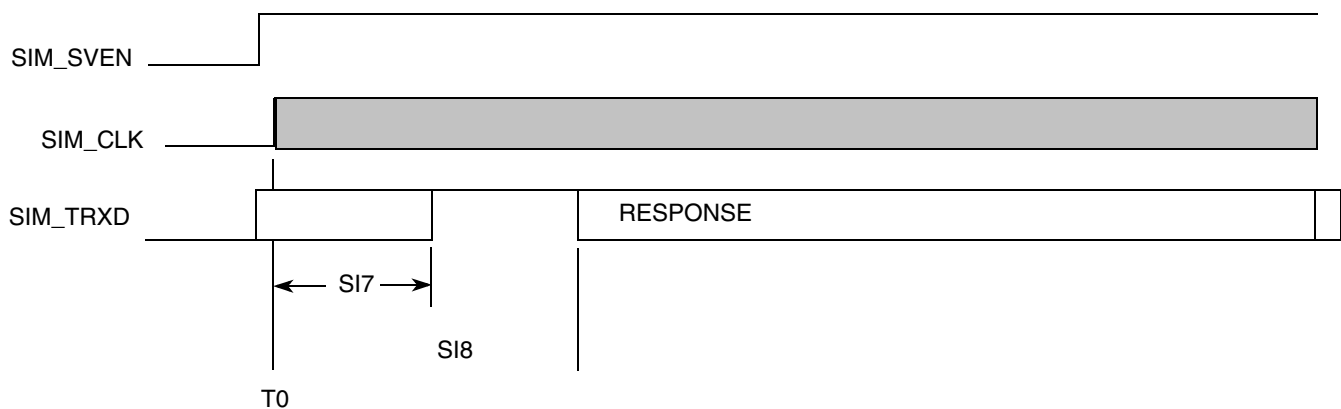 SIM_SVEN
SIM_CLK
SIM_TRXD
RESPONSE
SI7
SI8
T0